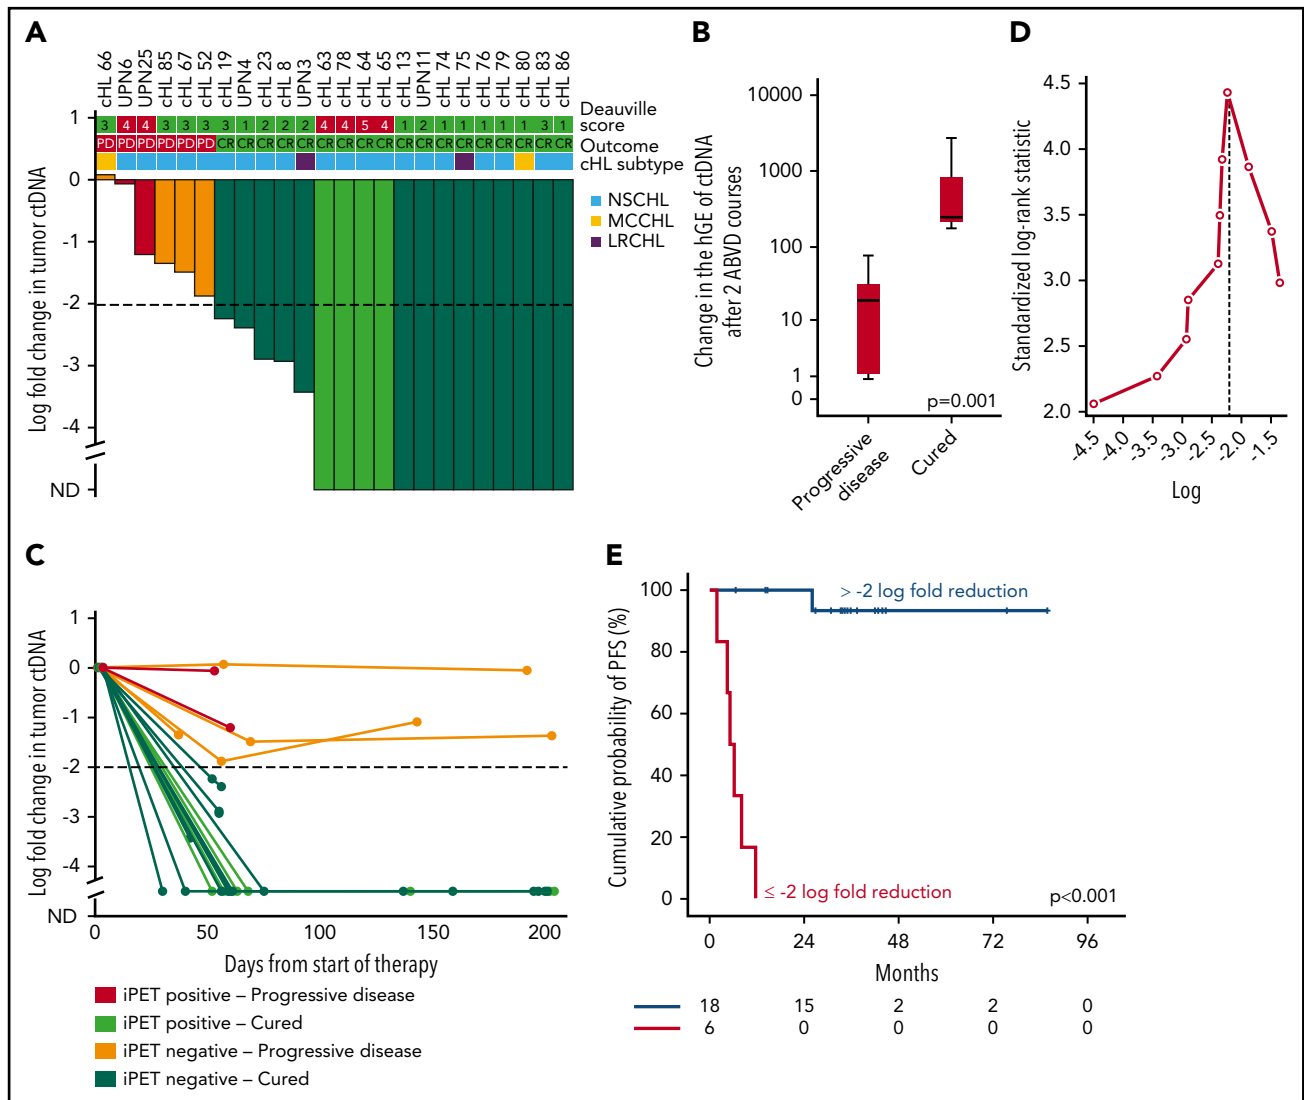 A
cHL 66
UPN6
UPN25
cHL 85
cHL 67
cHL 52
cHL 19
UPN4
cHL 23
cHL 8
UPN3
cHL 63
cHL 78
cHL 64
cHL 65
cHL 13
UPN11
cHL 74
cHL 75
cHL 76
cHL 79
cHL 80
cHL 83
cHL 86
3 4 4 3 3 3 3 1 2 2 2 4 4 5 4 1 2 1 1 1 1 1 3 1
Deauville
score
PD PD PD PD PD PD CR CR CR CR CR CR CR CR CR CR CR CR CR CR CR CR CR CR
Outcome
cHL subtype
NSCHL
MCCHL
LRCHL
Log fold change in tumor ctDNA
1
0
-1
-2
-3
-4
ND
B
Change in the hGE of ctDNA
after 2 ABVD courses
10000
1000
100
10
1
0
p=0.001
Progressive
disease
Cured
D
Standardized log-rank statistic
4.5
4.0
3.5
3.0
2.5
2.0
-4.5 -4.0 -3.5 -3.0 -2.5 -2.0 -1.5
Log
C
Log fold change in tumor ctDNA
1
0
-1
-2
-3
-4
ND
0 50 100 150 200
Days from start of therapy
iPET positive – Progressive disease
iPET positive – Cured
iPET negative – Progressive disease
iPET negative – Cured
E
Cumulative probability of PFS (%)
100
80
60
40
20
0
> -2 log fold reduction
≤ -2 log fold reduction
p<0.001
0 24 48 72 96
Months
18 15 2 2 0
6 0 0 0 0